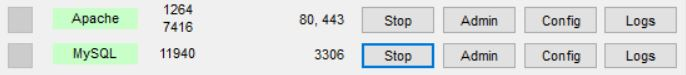 Apache 1264 7416 80, 443 Stop Admin Config Logs
MySQL 11940 3306 Stop Admin Config Logs